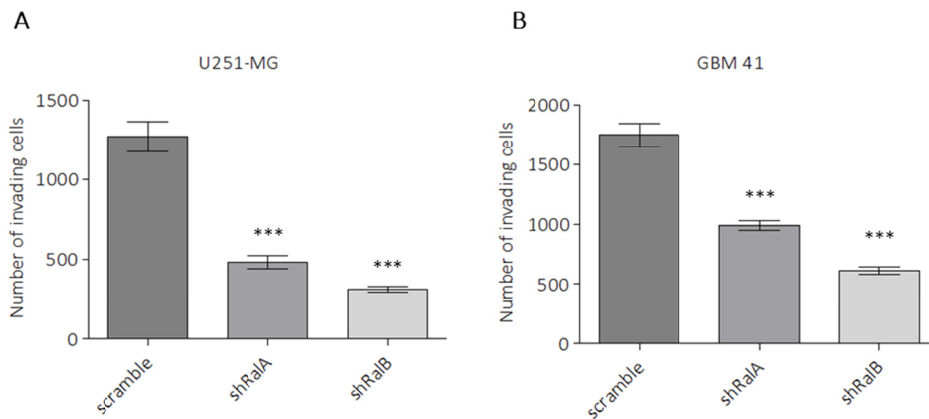 A
U251-MG
Number of invading cells
1500
1000
500
0
***
***
scramble
shRalA
shRalB
B
GBM 41
Number of invading cells
2000
1500
1000
500
0
***
***
scramble
shRalA
shRalB